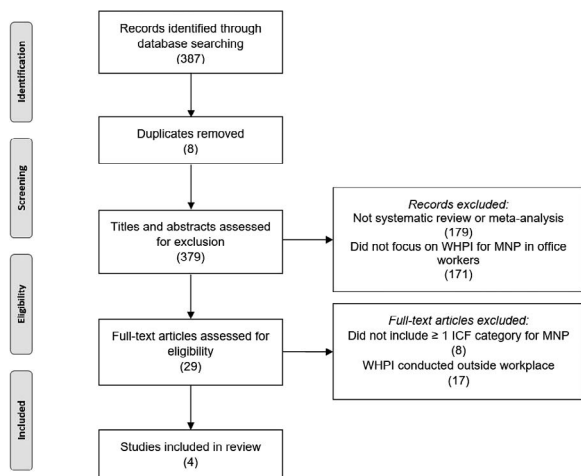 Identification
Records identified through
database searching
(387)
Duplicates removed
(8)
Screening
Titles and abstracts assessed
for exclusion
(379)
Records excluded:
Not systematic review or meta-analysis
(179)
Did not focus on WHPI for MNP in office
workers
(171)
Eligibility
Full-text articles assessed for
eligibility
(29)
Full-text articles excluded:
Did not include ≥ 1 ICF category for MNP
(8)
WHPI conducted outside workplace
(17)
Included
Studies included in review
(4)